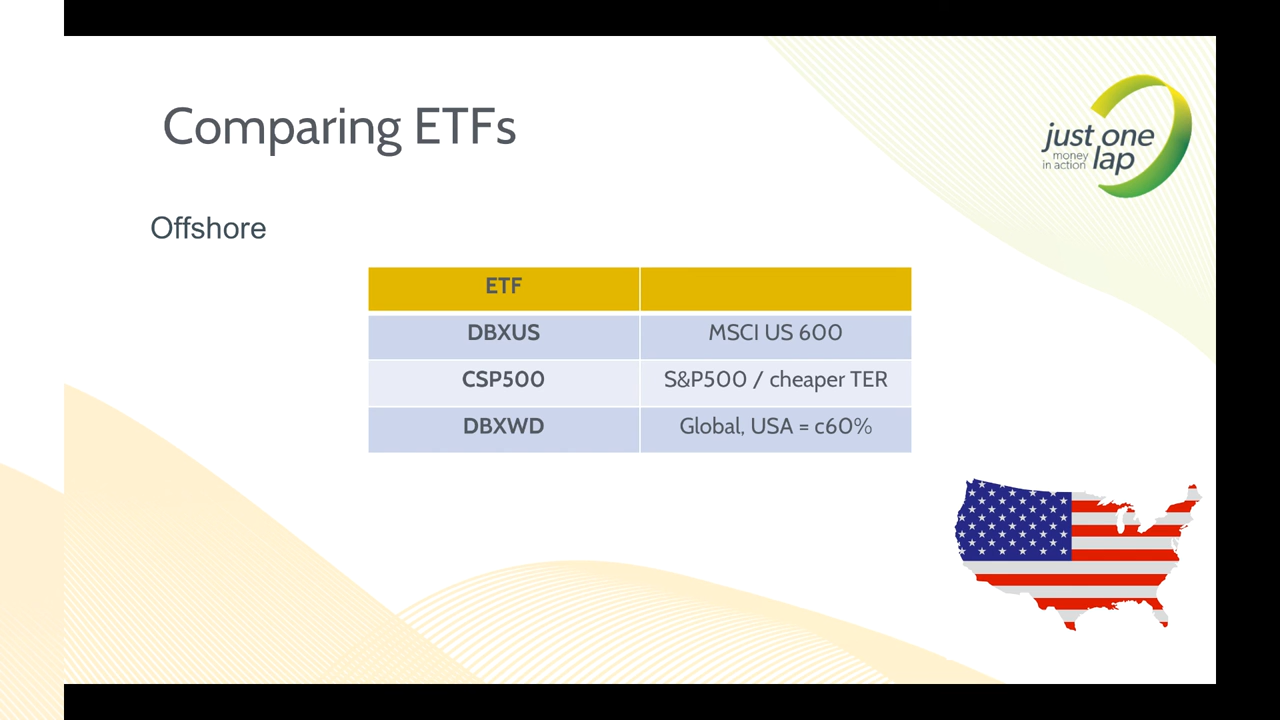 Comparing ETFs
just one
money
in action lap
Offshore
ETF
DBXUS MSCI US 600
CSP500 S&P500 / cheaper TER
DBXWD Global, USA = c60%